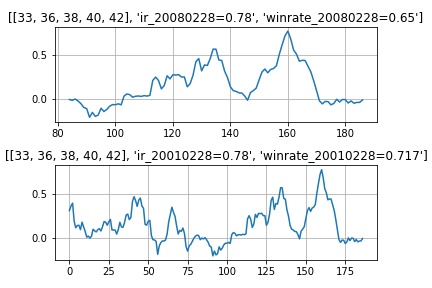 [[33, 36, 38, 40, 42], 'ir_20080228=0.78', 'winrate_20080228=0.65']
0.5
0.0
80 100 120 140 160 180
[[33, 36, 38, 40, 42], 'ir_20010228=0.78', 'winrate_20010228=0.717']
0.5
0.0
0 25 50 75 100 125 150 175